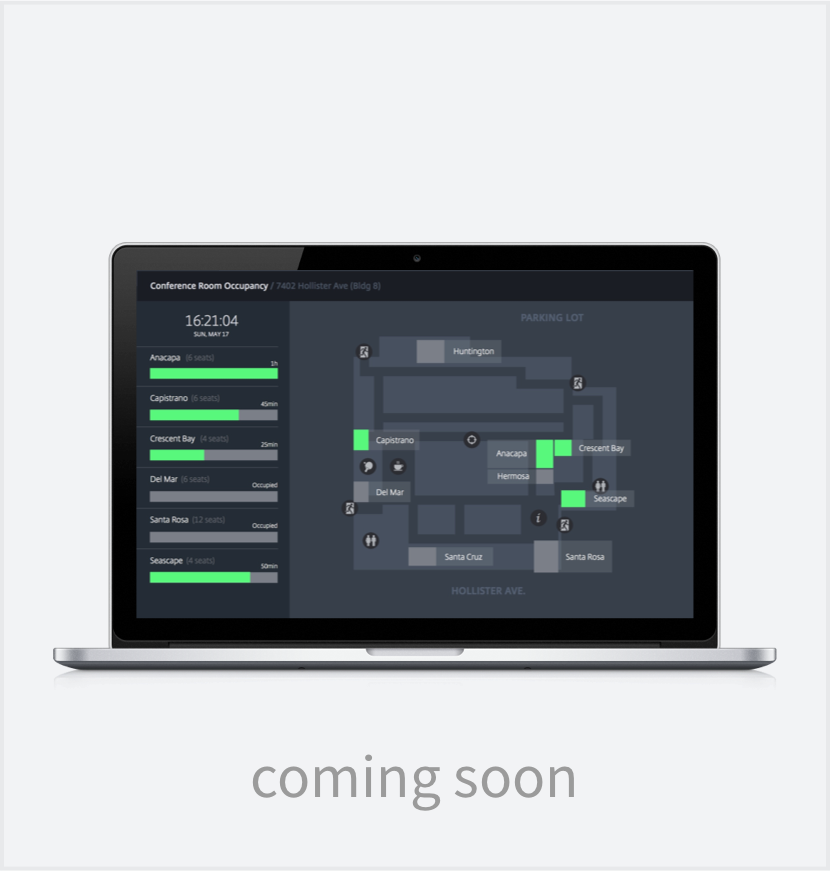 Conference Room Occupancy / 7402 Hollister Ave (Bldg 8)
16:21:04
SUN, MAY 17
Anacapa (6 seats)
1h
Capistrano (6 seats)
45min
Crescent Bay (4 seats)
25min
Del Mar (6 seats)
Occupied
Santa Rosa (12 seats)
Occupied
Seascape (4 seats)
50min
PARKING LOT
Huntington
Capistrano
Anacapa
Crescent Bay
Hermosa
Del Mar
Seascape
i
Santa Cruz
Santa Rosa
HOLLISTER AVE.
coming soon